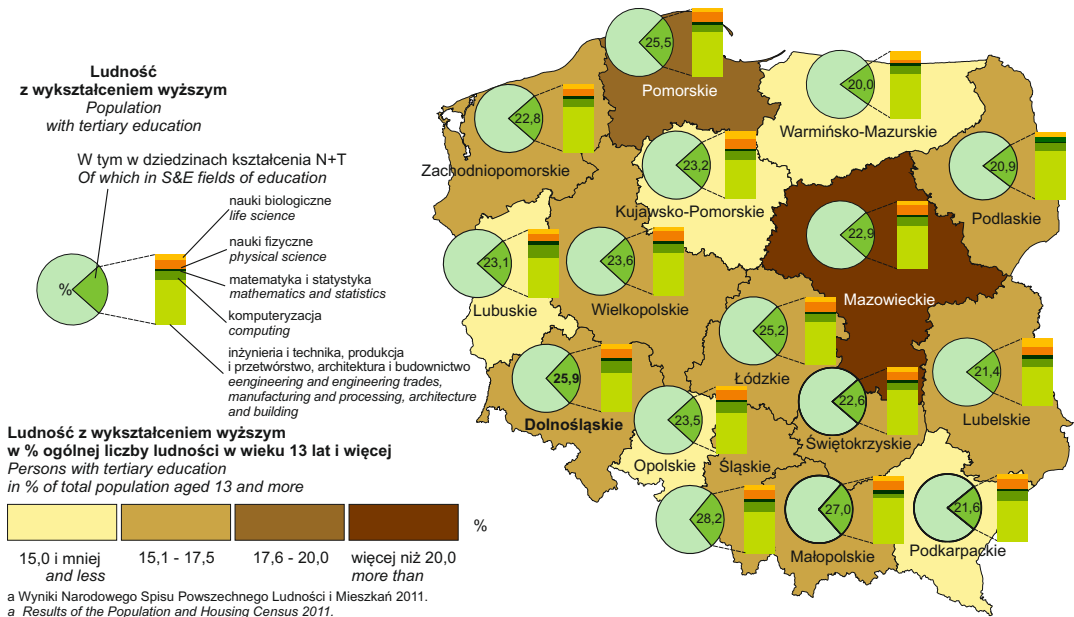 Ludność
z wykształceniem wyższym
Population
with tertiary education
W tym w dziedzinach kształcenia N+T
Of which in S&E fields of education
nauki biologiczne
life science
nauki fizyczne
physical science
matematyka i statystyka
mathematics and statistics
komputeryzacja
computing
inżynieria i technika, produkcja
i przetwórstwo, architektura i budownictwo
eengineering and engineering trades,
manufacturing and processing, architecture
and building
%
Ludność z wykształceniem wyższym
w % ogólnej liczby ludności w wieku 13 lat i więcej
Persons with tertiary education
in % of total population aged 13 and more
%
15,0 i mniej
and less
15,1 - 17,5
17,6 - 20,0
więcej niż 20,0
more than
a Wyniki Narodowego Spisu Powszechnego Ludności i Mieszkań 2011.
a Results of the Population and Housing Census 2011.
25,5
Pomorskie
20,0
Warmińsko-Mazurskie
22,8
Zachodniopomorskie
23,2
Kujawsko-Pomorskie
20,9
Podlaskie
22,9
Mazowieckie
23,1
Lubuskie
23,6
Wielkopolskie
25,2
Łódzkie
21,4
Lubelskie
25,9
Dolnośląskie
22,6
Świętokrzyskie
23,5
Opolskie
Śląskie
28,2
27,0
Małopolskie
21,6
Podkarpackie